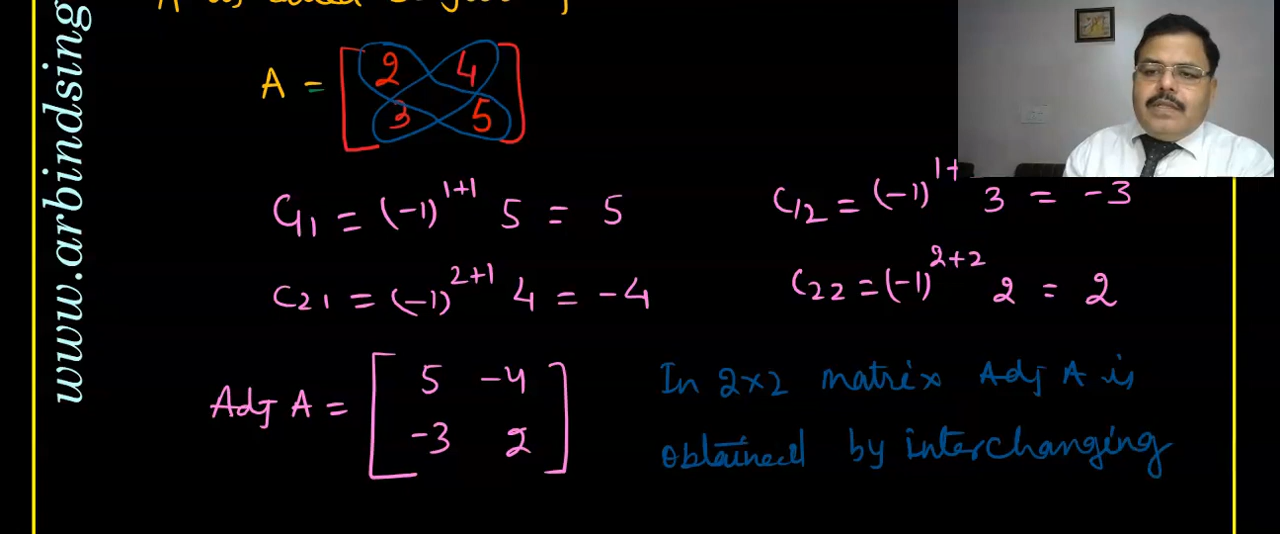 A is called
www.arbindsing
A = [2 4
3 5]
C11 = (-1)^1+1 5 = 5
C12 = (-1)^1+ 3 = -3
C21 = (-1)^2+1 4 = -4
C22 = (-1)^2+2 2 = 2
Adj A = [5 -4
-3 2]
In 2×2 matrix Adj A is
obtained by interchanging